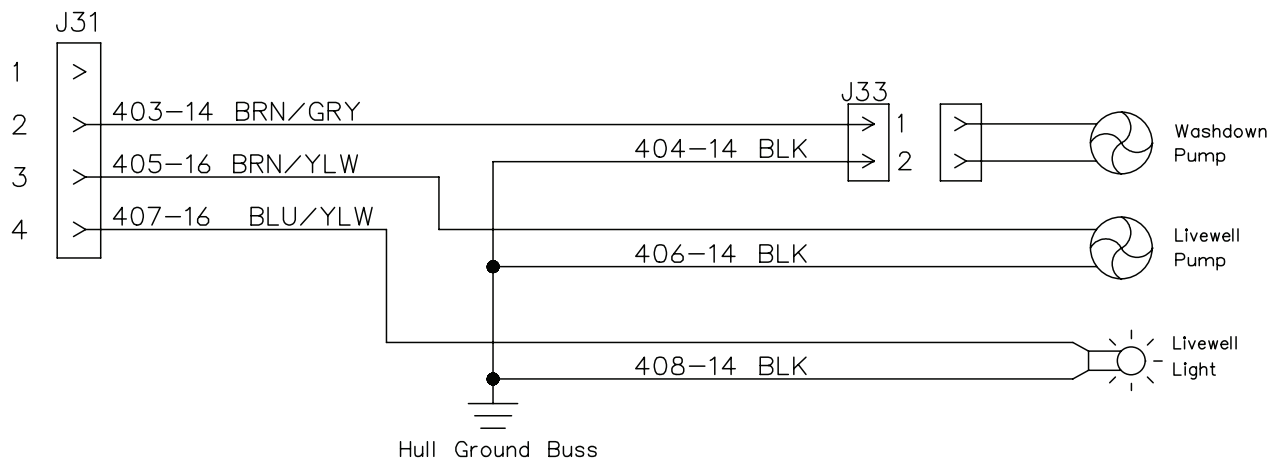 J31
1
2
3
4
403-14 BRN/GRY
405-16 BRN/YLW
407-16 BLU/YLW
J33
1
2
404-14 BLK
406-14 BLK
408-14 BLK
Washdown
Pump
Livewell
Pump
Livewell
Light
Hull Ground Buss